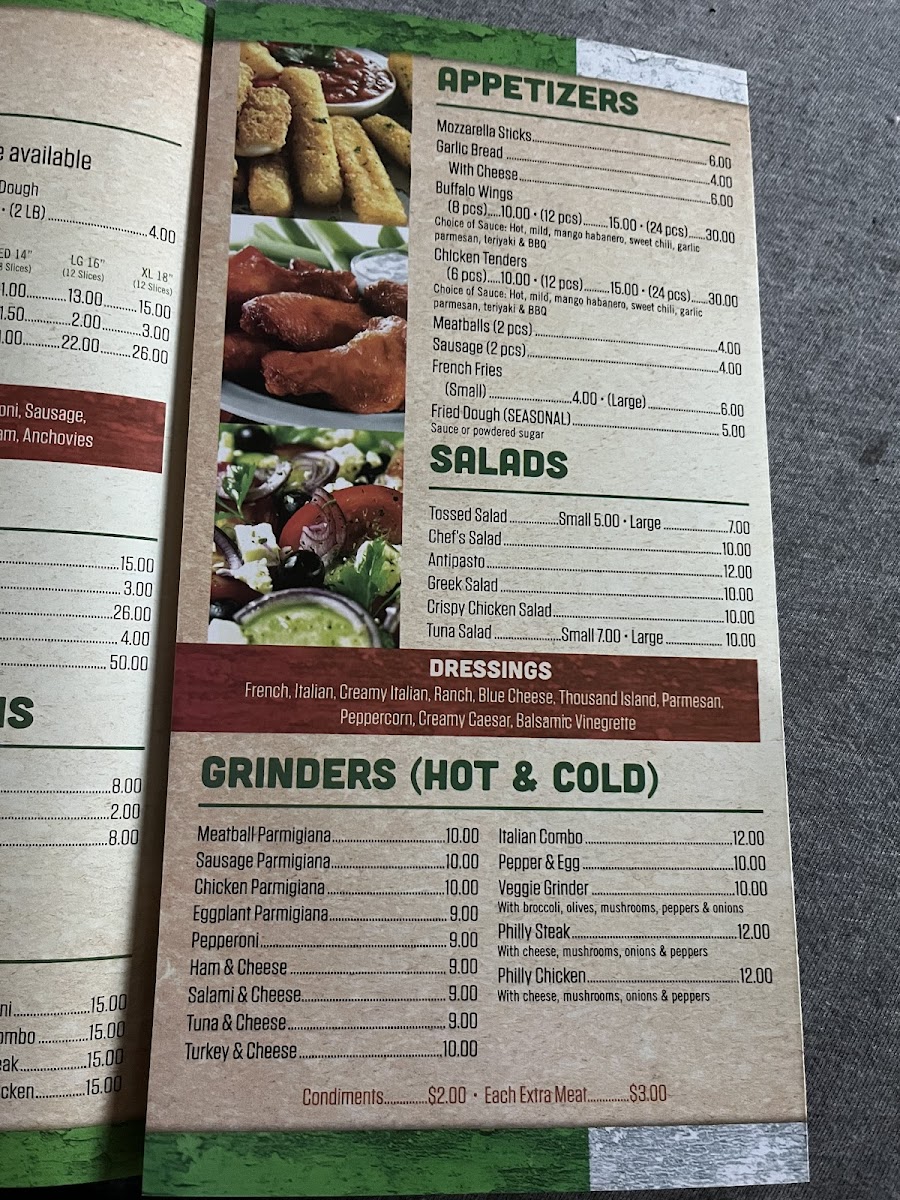 e available
Dough
• (2 LB).....................4.00
LG 16" XL 18"
(12 Slices) (12 Slices)
13.00...........15.00
.50............2.00...........3.00
.00...........22.00.........26.00
Sausage,
Anchovies
15.00
3.00
26.00
4.00
50.00
8.00
2.00
8.00
15.00
15.00
15.00
15.00
APPETIZERS
Mozzarella Sticks..........6.00
Garlic Bread..........4.00
With Cheese..........6.00
Buffalo Wings
(8 pcs).....10.00 • (12 pcs).........15.00 • (24 pcs)......30.00
Choice of Sauce: Hot, mild, mango habanero, sweet chili, garlic
parmesan, teriyaki & BBQ
Chicken Tenders
(6 pcs).....10.00 • (12 pcs).........15.00 • (24 pcs)......30.00
Choice of Sauce: Hot, mild, mango habanero, sweet chili, garlic
parmesan, teriyaki & BBQ
Meatballs (2 pcs)..........4.00
Sausage (2 pcs)..........4.00
French Fries
(Small)..........4.00 • (Large)..........6.00
Fried Dough (SEASONAL)..........5.00
Sauce or powdered sugar
SALADS
Tossed Salad..........Small 5.00 • Large..........7.00
Chef's Salad..........10.00
Antipasto..........12.00
Greek Salad..........10.00
Crispy Chicken Salad..........10.00
Tuna Salad..........Small 7.00 • Large..........10.00
DRESSINGS
French, Italian, Creamy Italian, Ranch, Blue Cheese, Thousand Island, Parmesan,
Peppercorn, Creamy Caesar, Balsamic Vinegrette
GRINDERS (HOT & COLD)
Meatball Parmigiana..........10.00
Sausage Parmigiana..........10.00
Chicken Parmigiana..........10.00
Eggplant Parmigiana..........9.00
Pepperoni..........9.00
Ham & Cheese..........9.00
Salami & Cheese..........9.00
Tuna & Cheese..........9.00
Turkey & Cheese..........10.00
Italian Combo..........12.00
Pepper & Egg..........10.00
Veggie Grinder..........10.00
With broccoli, olives, mushrooms, peppers & onions
Philly Steak..........12.00
With cheese, mushrooms, onions & peppers
Philly Chicken..........12.00
With cheese, mushrooms, onions & peppers
Condiments.............$2.00 • Each Extra Meat.............$3.00